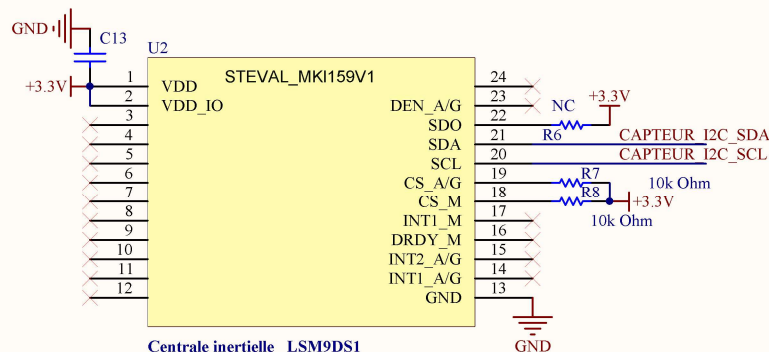 GND
C13
U2
STEVAL_MKI159V1
+3.3V
1 VDD
2 VDD_IO
3
4
5
6
7
8
9
10
11
12
24
DEN_A/G 23
SDO 22 NC +3.3V
R6
SDA 21 CAPTEUR_I2C_SDA
SCL 20 CAPTEUR_I2C_SCL
CS_A/G 19 R7 10k Ohm
CS_M 18 R8 +3.3V
10k Ohm
INT1_M 17
DRDY_M 16
INT2_A/G 15
INT1_A/G 14
GND 13
GND
Centrale inertielle LSM9DS1